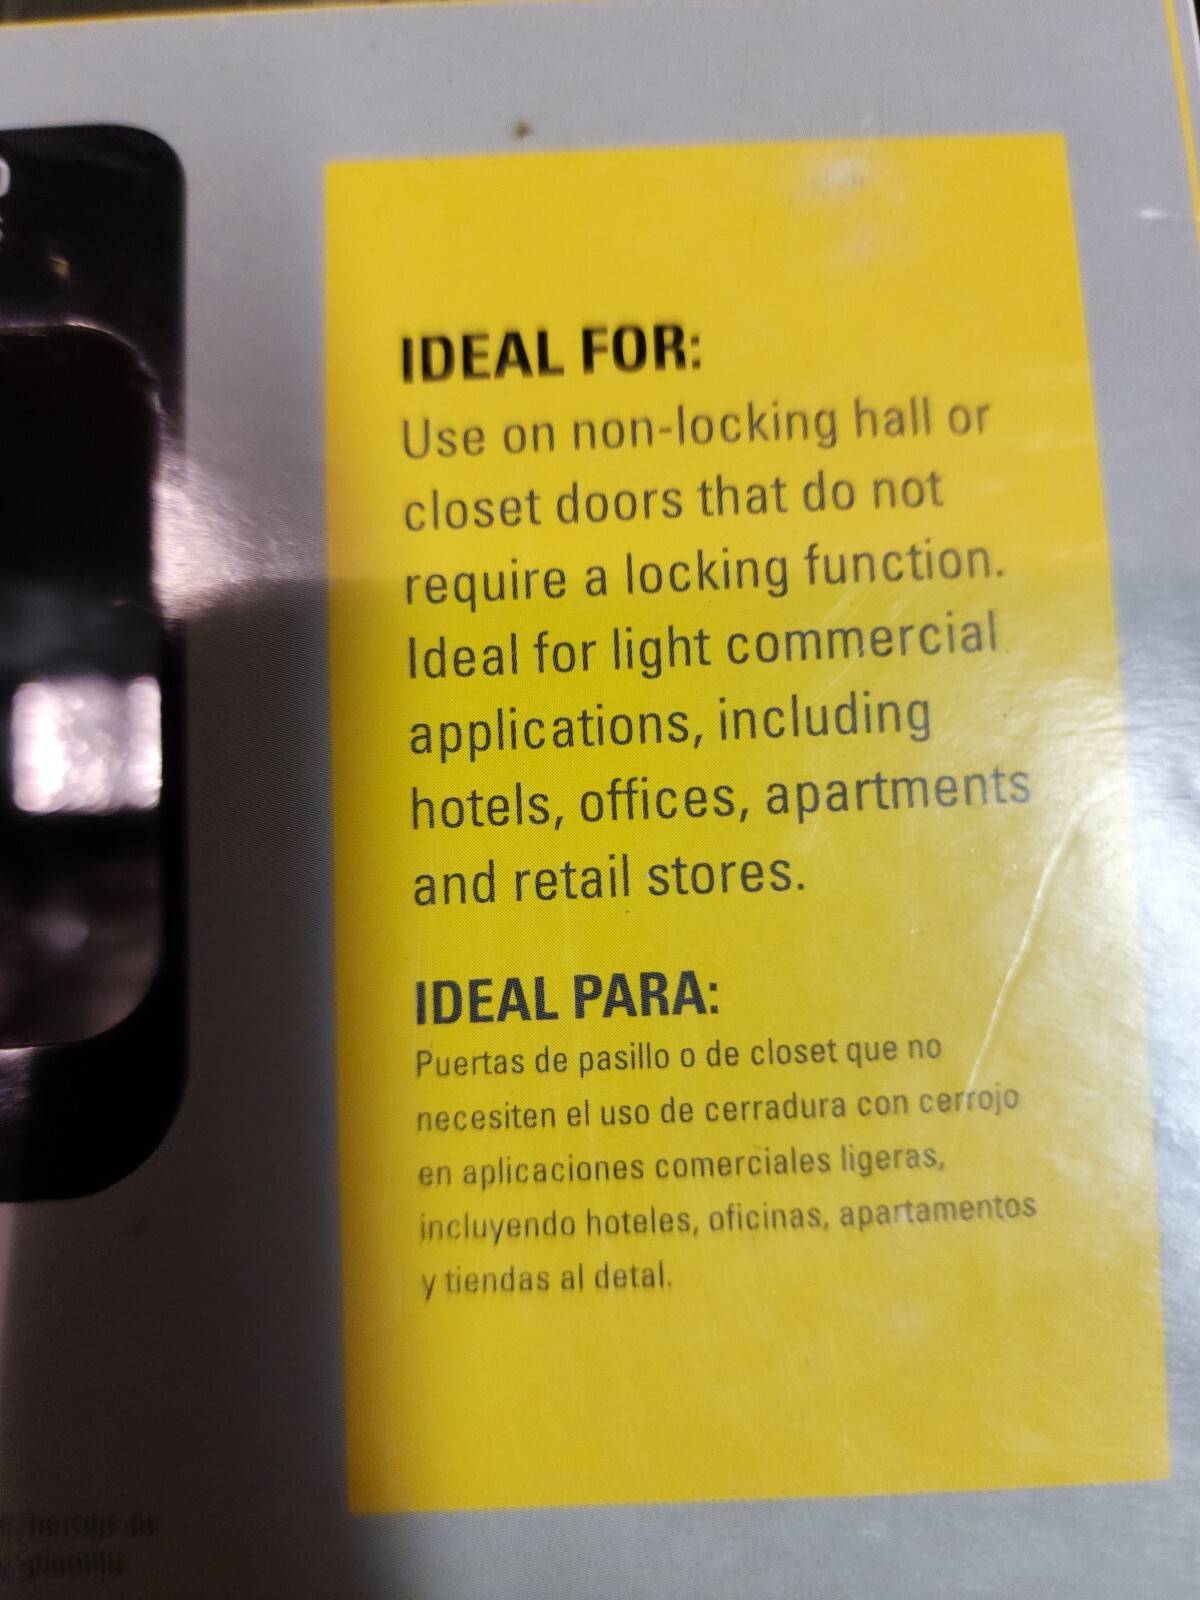 IDEAL FOR:
Use on non-locking hall or
closet doors that do not
require a locking function.
Ideal for light commercial
applications, including
hotels, offices, apartments
and retail stores.
IDEAL PARA:
Puertas de pasillo o de closet que no
necesiten el uso de cerradura con cerrojo
en aplicaciones comerciales ligeras,
incluyendo hoteles, oficinas, apartamentos
y tiendas al detal.
de